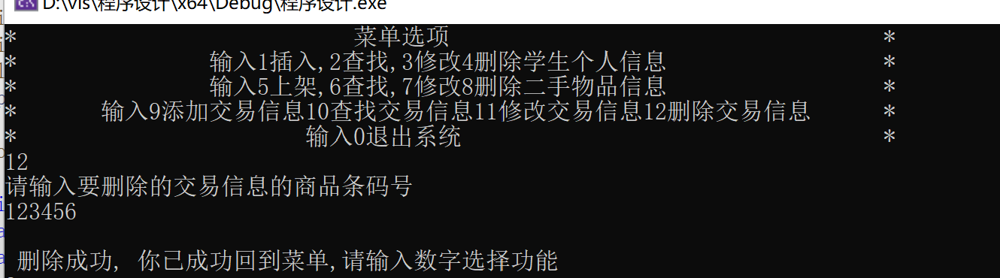 D:\vls\程序设计\x64\Debug\程序设计.exe
* 菜单选项 *
* 输入1插入,2查找,3修改4删除学生个人信息 *
* 输入5上架,6查找,7修改8删除二手物品信息 *
* 输入9添加交易信息10查找交易信息11修改交易信息12删除交易信息 *
* 输入0退出系统 *
12
请输入要删除的交易信息的商品条码号
123456
删除成功, 你已成功回到菜单,请输入数字选择功能